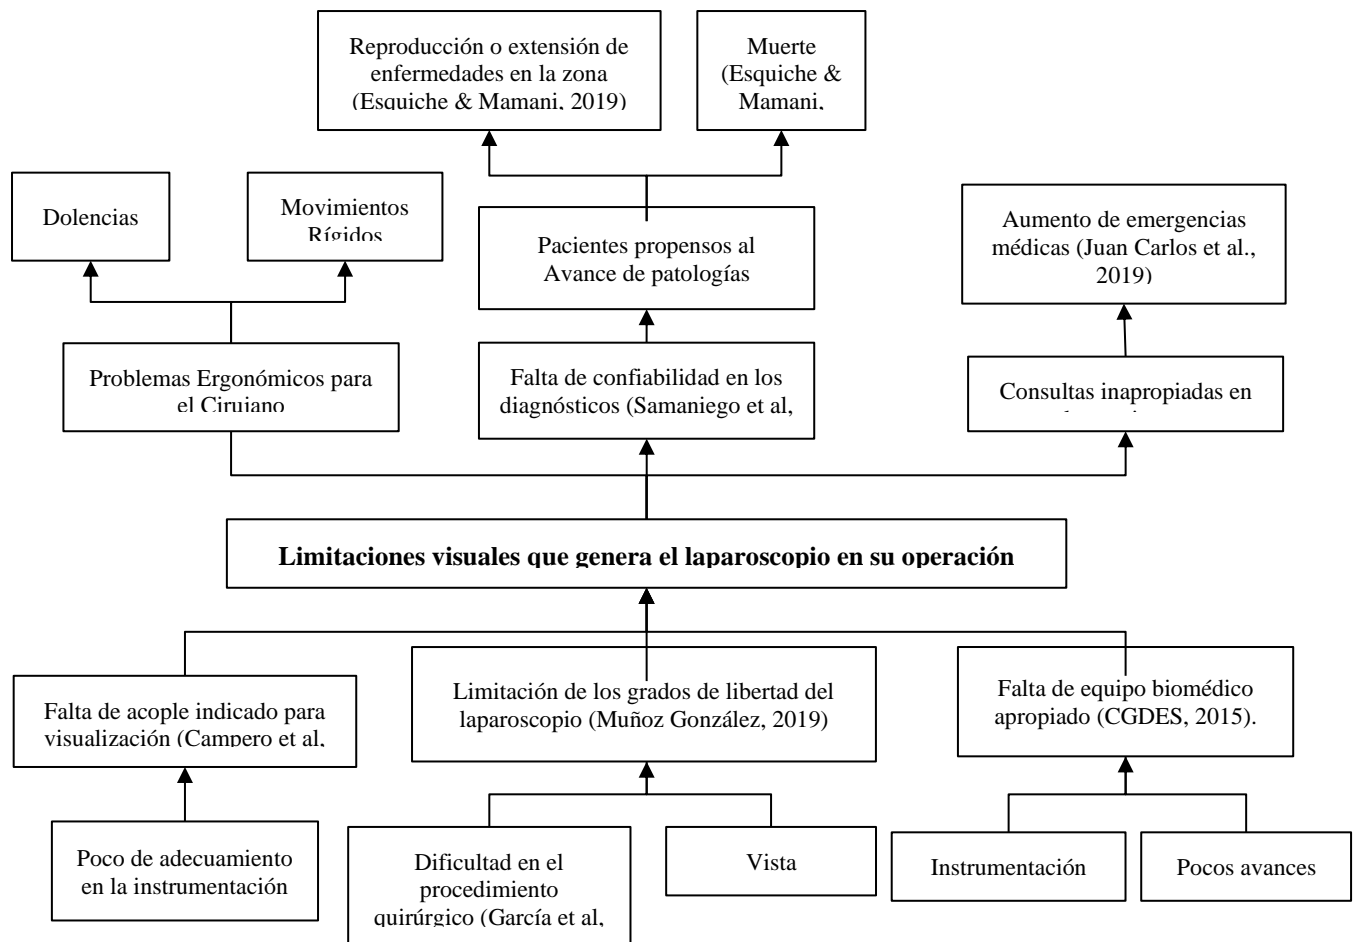 Reproducción o extensión de
enfermedades en la zona
(Esquiche & Mamani, 2019)
Muerte
(Esquiche &
Mamani,
Dolencias
Movimientos
Rígidos
Pacientes propensos al
Avance de patologías
Aumento de emergencias
médicas (Juan Carlos et al.,
2019)
Problemas Ergonómicos para
el Cirujano
Falta de confiabilidad en los
diagnósticos (Samaniego et al,
Consultas inapropiadas en
Limitaciones visuales que genera el laparoscopio en su operación
Falta de acople indicado para
visualización (Campero et al,
Limitación de los grados de libertad del
laparoscopio (Muñoz González, 2019)
Falta de equipo biomédico
apropiado (CGDES, 2015).
Poco de adecuamiento
en la instrumentación
Dificultad en el
procedimiento
quirúrgico (García et al,
Vista
Instrumentación
Pocos avances